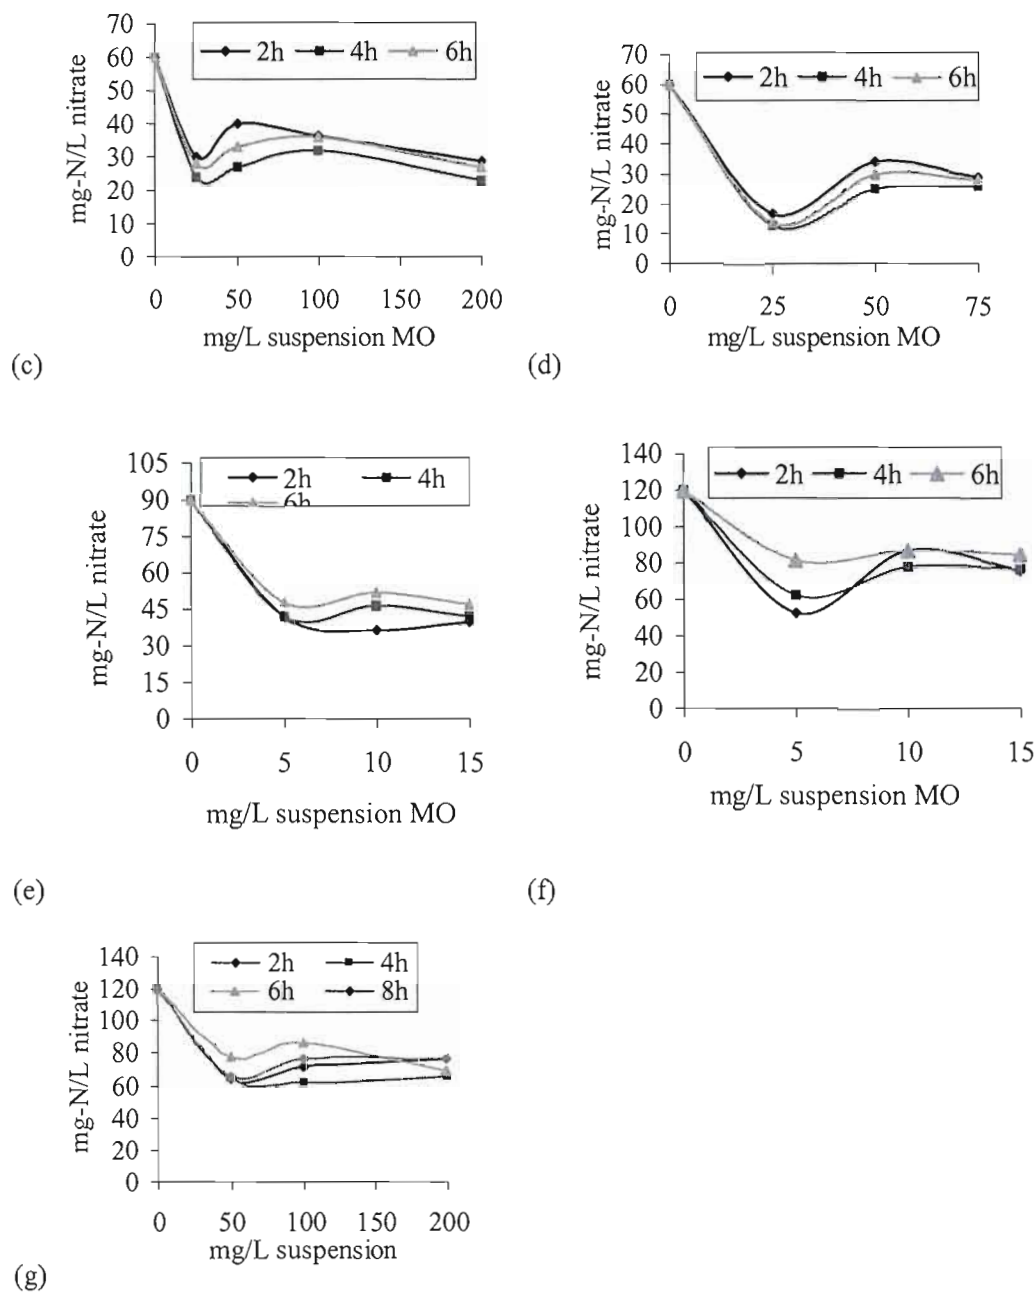 70
60
50
40
30
20
10
0
mg-N/L nitrate
2h 4h 6h
0 50 100 150 200
mg/L suspension MO
(c)
70
60
50
40
30
20
10
0
mg-N/L nitrate
2h 4h 6h
0 25 50 75
mg/L suspension MO
(d)
105
90
75
60
45
30
15
0
mg-N/L nitrate
2h 4h
6h
0 5 10 15
mg/L suspension MO
(e)
140
120
100
80
60
40
20
0
mg-N/L nitrate
2h 4h 6h
0 5 10 15
mg/L suspension MO
(f)
140
120
100
80
60
40
20
0
mg-N/L nitrate
2h 4h
6h 8h
0 50 100 150 200
mg/L suspension
(g)